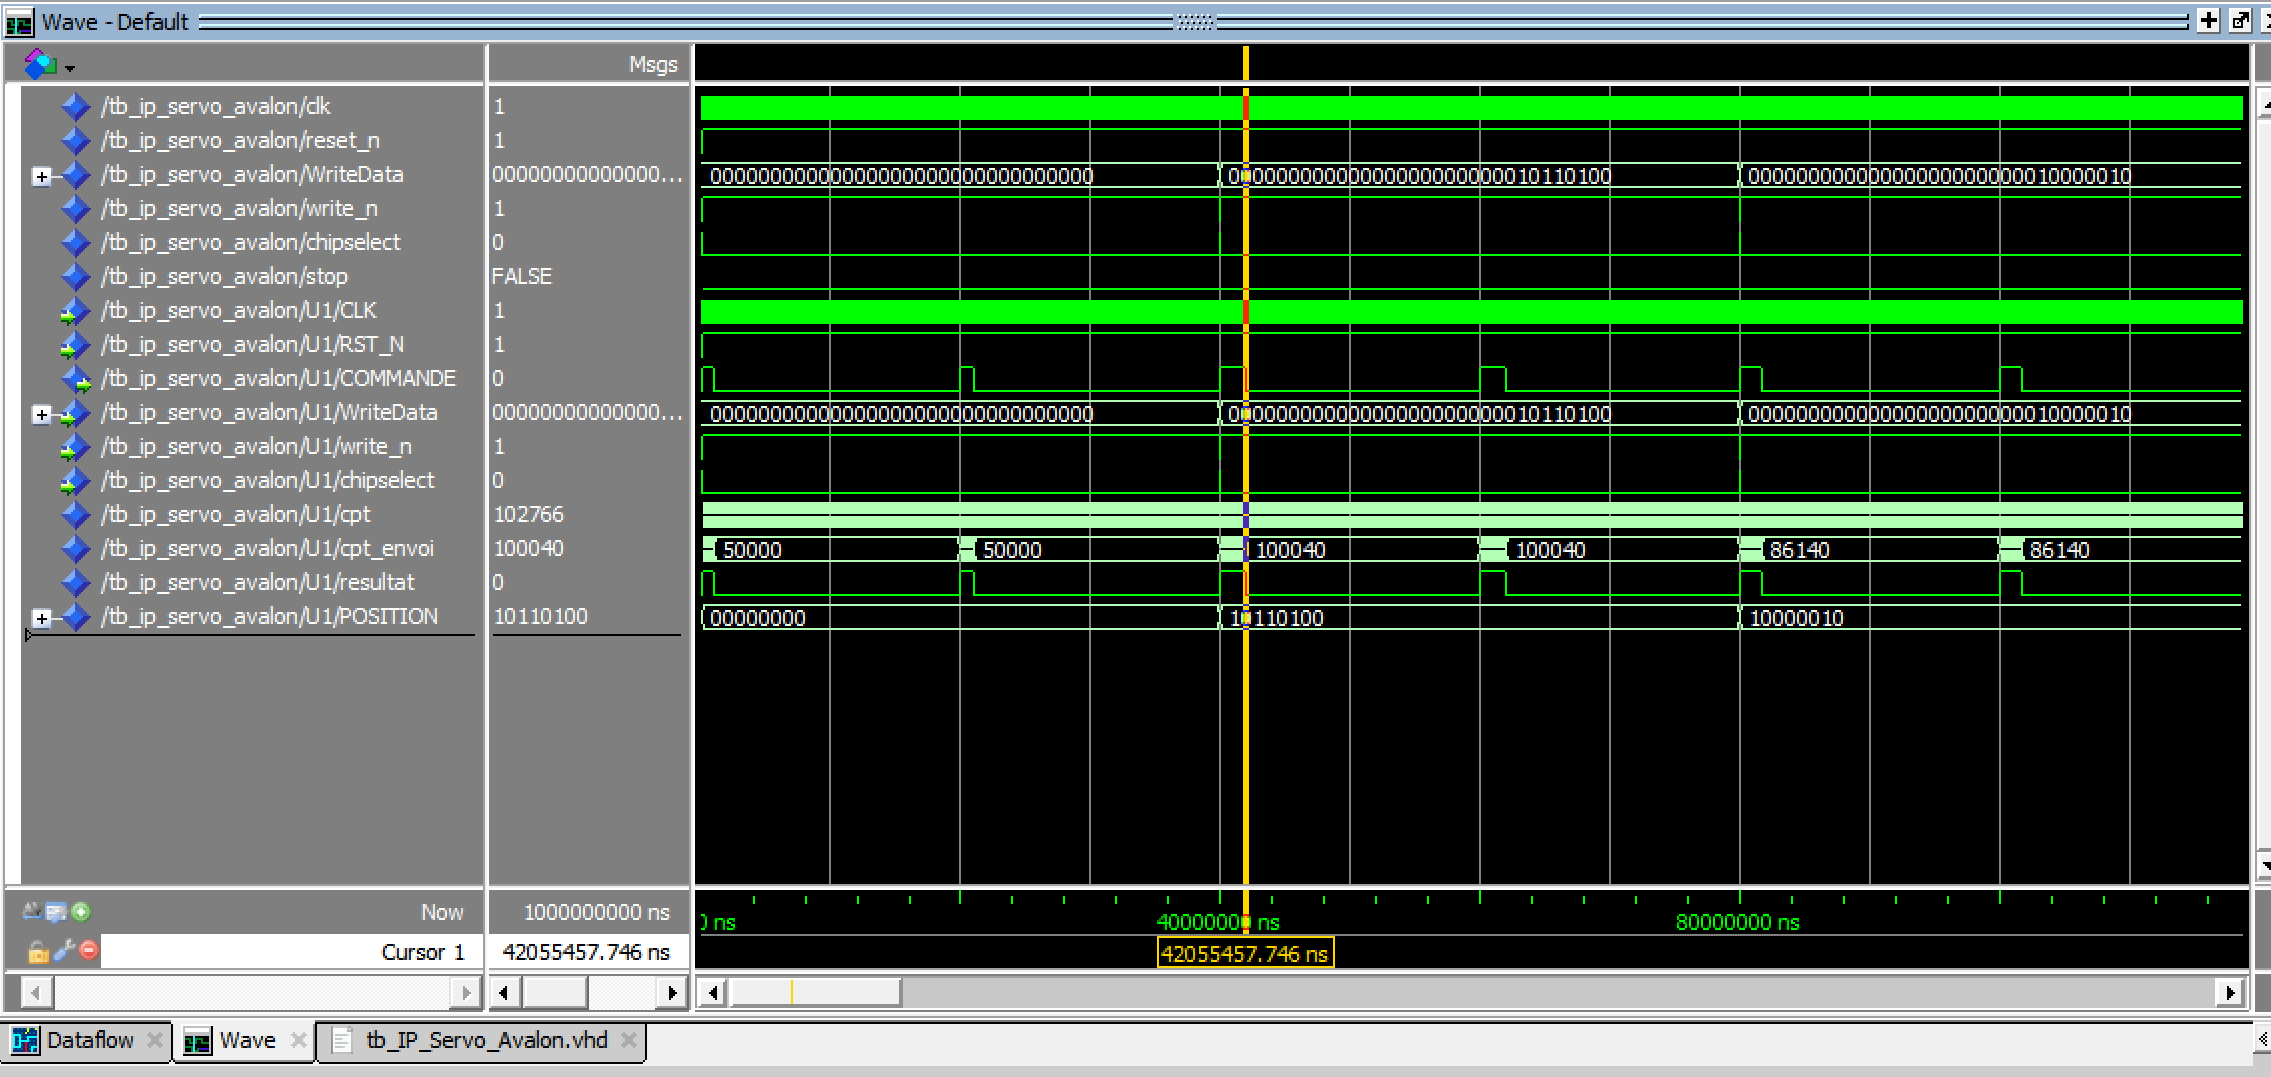 Wave - Default
Msgs
/tb_ip_servo_avalon/clk 1
/tb_ip_servo_avalon/reset_n 1
/tb_ip_servo_avalon/WriteData 00000000000000... 00000000000000000000000000000000 00000000000000000000000010110100 00000000000000000000000010000010
/tb_ip_servo_avalon/write_n 1
/tb_ip_servo_avalon/chipselect 0
/tb_ip_servo_avalon/stop FALSE
/tb_ip_servo_avalon/U1/CLK 1
/tb_ip_servo_avalon/U1/RST_N 1
/tb_ip_servo_avalon/U1/COMMANDE 0
/tb_ip_servo_avalon/U1/WriteData 00000000000000... 00000000000000000000000000000000 00000000000000000000000010110100 00000000000000000000000010000010
/tb_ip_servo_avalon/U1/write_n 1
/tb_ip_servo_avalon/U1/chipselect 0
/tb_ip_servo_avalon/U1/cpt 102766
/tb_ip_servo_avalon/U1/cpt_envoi 100040 50000 50000 100040 100040 86140 86140
/tb_ip_servo_avalon/U1/resultat 0
/tb_ip_servo_avalon/U1/POSITION 10110100 00000000 10110100 10000010
Now 1000000000 ns 0 ns 40000000 ns 80000000 ns
Cursor 1 42055457.746 ns 42055457.746 ns
Dataflow Wave tb_IP_Servo_Avalon.vhd